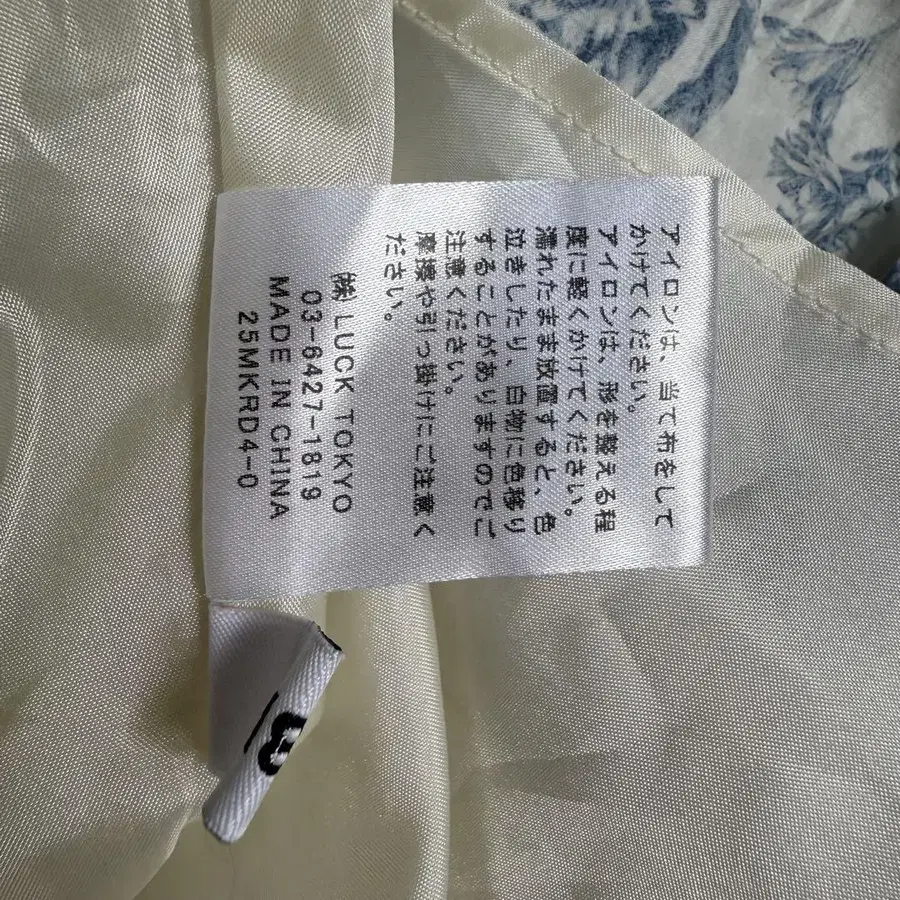 アイロンは、当て布をして
かけてください。
アイロンは、形を整える程
度に軽くかけてください。
濡れたまま放置すると、色
泣きしたり、白物に色移り
することがありますのでご
注意ください。
摩擦や引っ掛けにご注意く
ださい。
㈱ LUCK TOKYO
03-6427-1819
MADE IN CHINA
25MKRD4-0